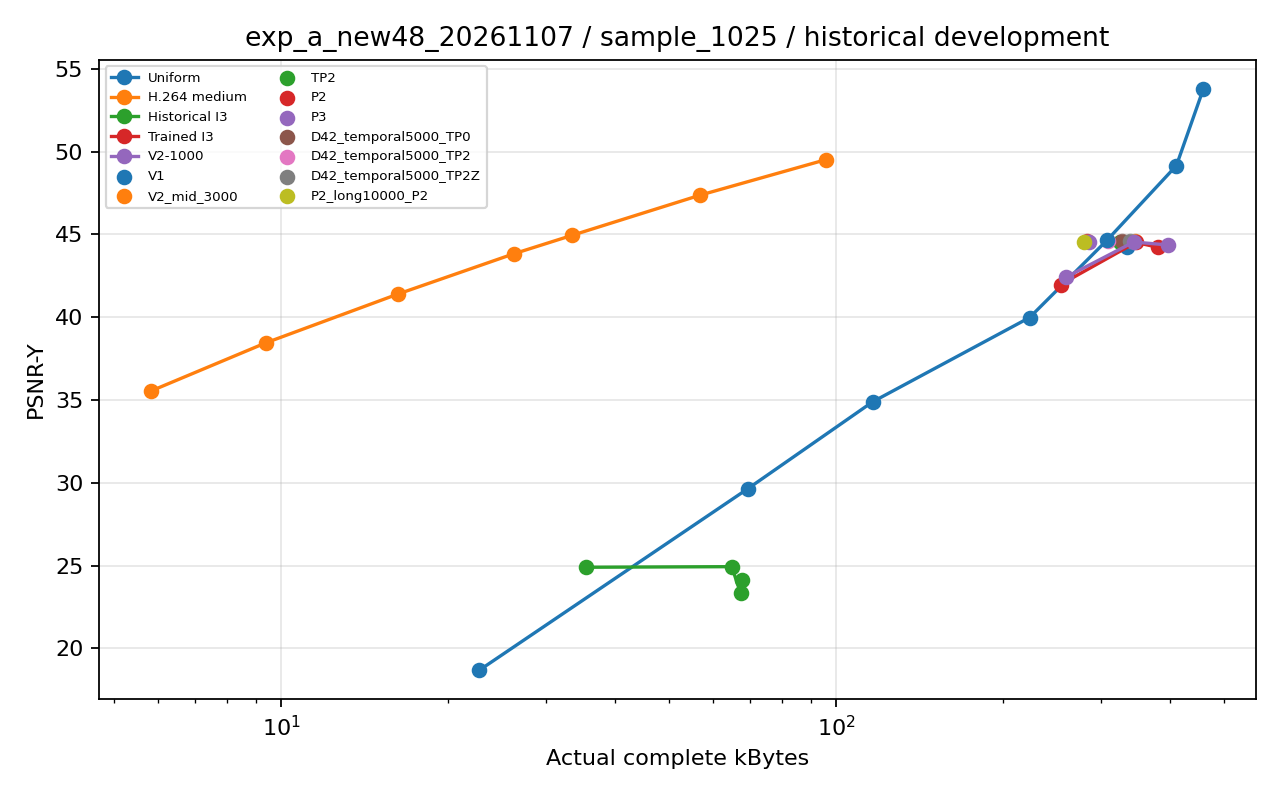 exp_a_new48_20261107 / sample_1025 / historical development
Uniform
H.264 medium
Historical I3
Trained I3
V2-1000
V1
V2_mid_3000
TP2
P2
P3
D42_temporal5000_TP0
D42_temporal5000_TP2
D42_temporal5000_TP2Z
P2_long10000_P2
PSNR-Y
55
50
45
40
35
30
25
20
10¹
10²
Actual complete kBytes